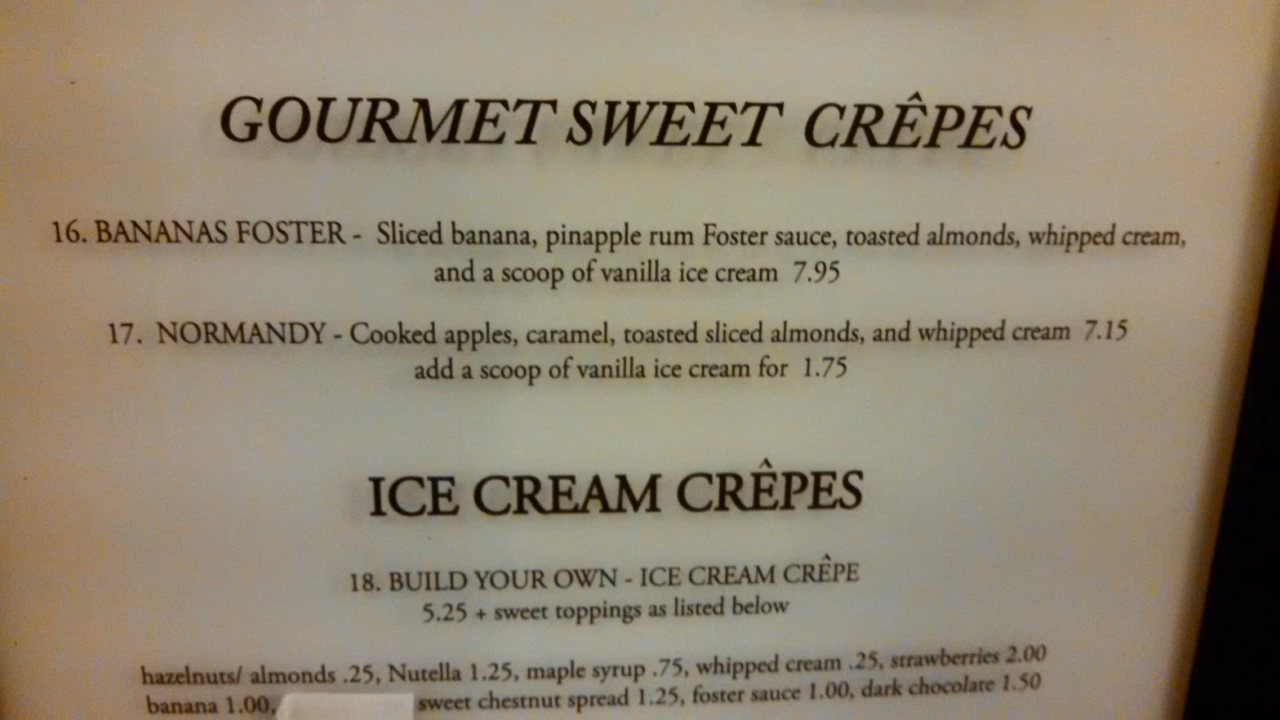 GOURMET SWEET CRÊPES
16. BANANAS FOSTER - Sliced banana, pinapple rum Foster sauce, toasted almonds, whipped cream,
and a scoop of vanilla ice cream 7.95
17. NORMANDY - Cooked apples, caramel, toasted sliced almonds, and whipped cream 7.15
add a scoop of vanilla ice cream for 1.75
ICE CREAM CRÊPES
18. BUILD YOUR OWN - ICE CREAM CRÊPE
5.25 + sweet toppings as listed below
hazelnuts/ almonds .25, Nutella 1.25, maple syrup .75, whipped cream .25, strawberries 2.00
banana 1.00, sweet chestnut spread 1.25, foster sauce 1.00, dark chocolate 1.50